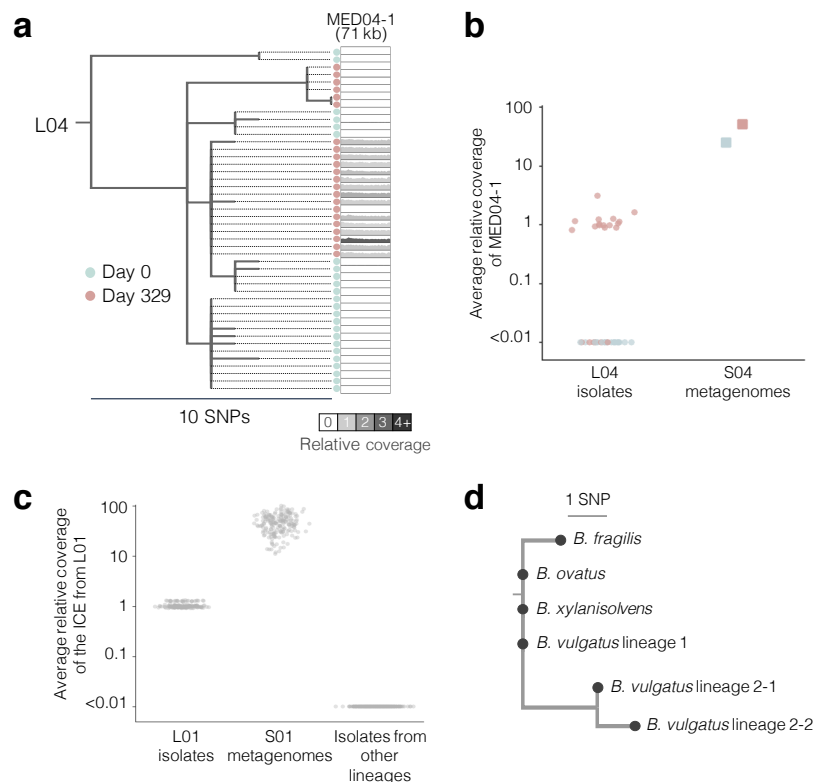 a
MED04-1
(71 kb)
L04
Day 0
Day 329
10 SNPs
0 1 2 3 4+
Relative coverage
b
Average relative coverage
of MED04-1
100
10
1
0.1
<0.01
L04
isolates
S04
metagenomes
c
Average relative coverage
of the ICE from L01
100
10
1
0.1
<0.01
L01
isolates
S01
metagenomes
Isolates from
other
lineages
d
1 SNP
B. fragilis
B. ovatus
B. xylanisolvens
B. vulgatus lineage 1
B. vulgatus lineage 2-1
B. vulgatus lineage 2-2